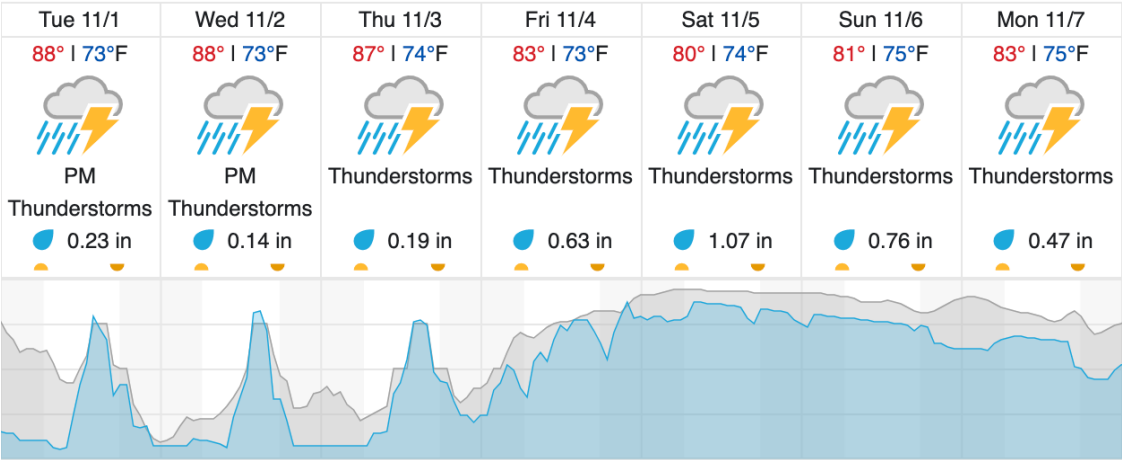 Tue 11/1 Wed 11/2 Thu 11/3 Fri 11/4 Sat 11/5 Sun 11/6 Mon 11/7
88° | 73°F 88° | 73°F 87° | 74°F 83° | 73°F 80° | 74°F 81° | 75°F 83° | 75°F
PM PM Thunderstorms Thunderstorms Thunderstorms Thunderstorms Thunderstorms
Thunderstorms Thunderstorms
0.23 in 0.14 in 0.19 in 0.63 in 1.07 in 0.76 in 0.47 in